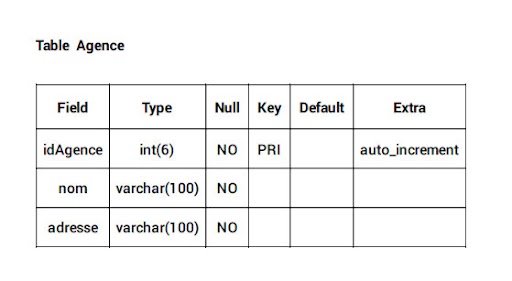 Table Agence
Field Type Null Key Default Extra
idAgence int(6) NO PRI auto_increment
nom varchar(100) NO
adresse varchar(100) NO